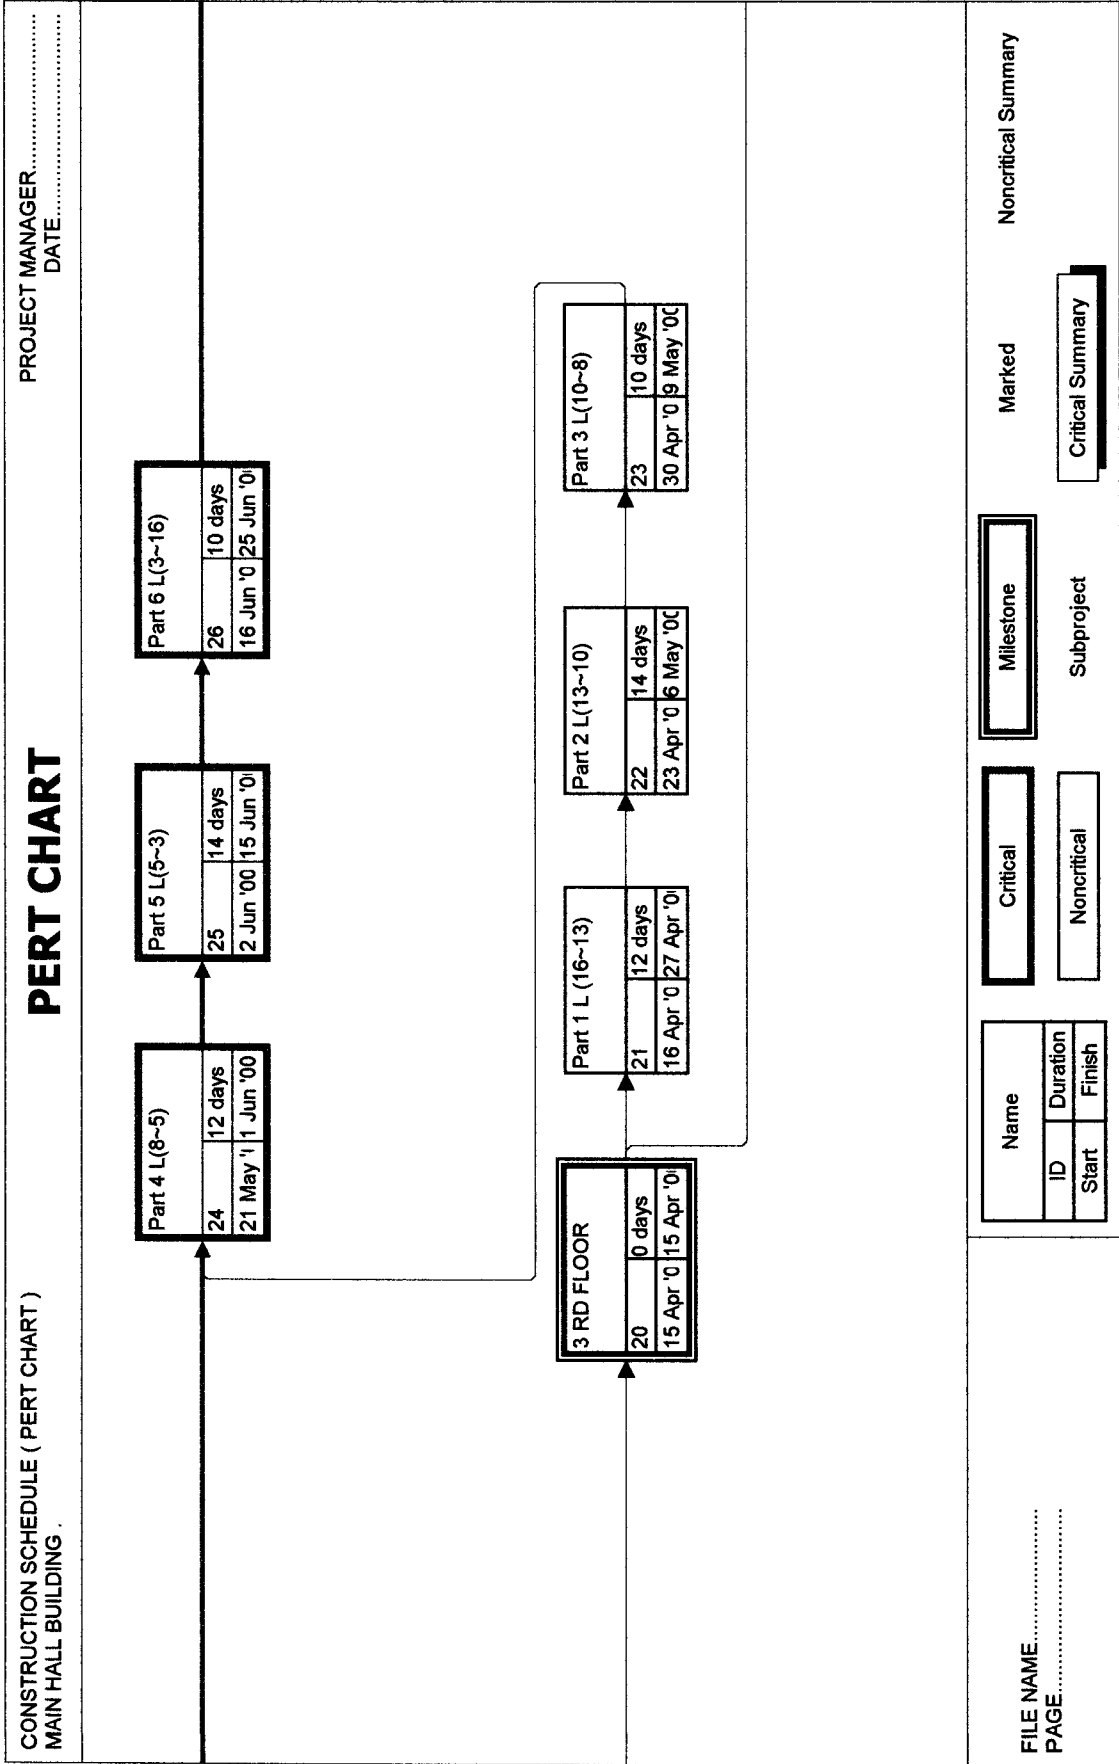 CONSTRUCTION SCHEDULE ( PERT CHART )
MAIN HALL BUILDING .
PERT CHART
PROJECT MANAGER..............................
DATE..............................
Part 4 L(8~5)
24 12 days
21 May '( 1 Jun '00
Part 5 L(5~3)
25 14 days
2 Jun '00 15 Jun '0(
Part 6 L(3~16)
26 10 days
16 Jun '0 25 Jun '0(
3 RD FLOOR
20 0 days
15 Apr '0 15 Apr '0(
Part 1 L (16~13)
21 12 days
16 Apr '0 27 Apr '0(
Part 2 L(13~10)
22 14 days
23 Apr '0 6 May '0(
Part 3 L(10~8)
23 10 days
30 Apr '0 9 May '0(
FILE NAME..............................
PAGE..............................
Name
ID Duration
Start Finish
Critical
Noncritical
Milestone
Subproject
Marked
Critical Summary
Noncritical Summary